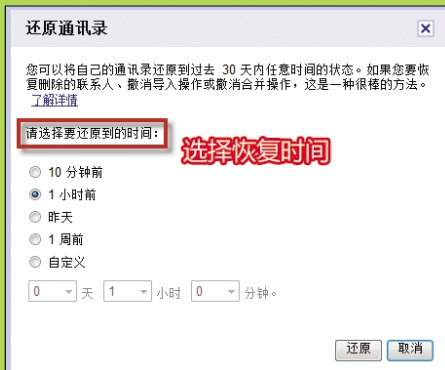 还原通讯录
您可以将自己的通讯录还原到过去 30 天内任意时间的状态。如果您要恢
复删除的联系人、撤消导入操作或撤消合并操作，这是一种很棒的方法。
了解详情
请选择要还原到的时间：
选择恢复时间
10 分钟前
1 小时前
昨天
1 周前
自定义
0 天 1 小时 0 分钟。
还原 取消